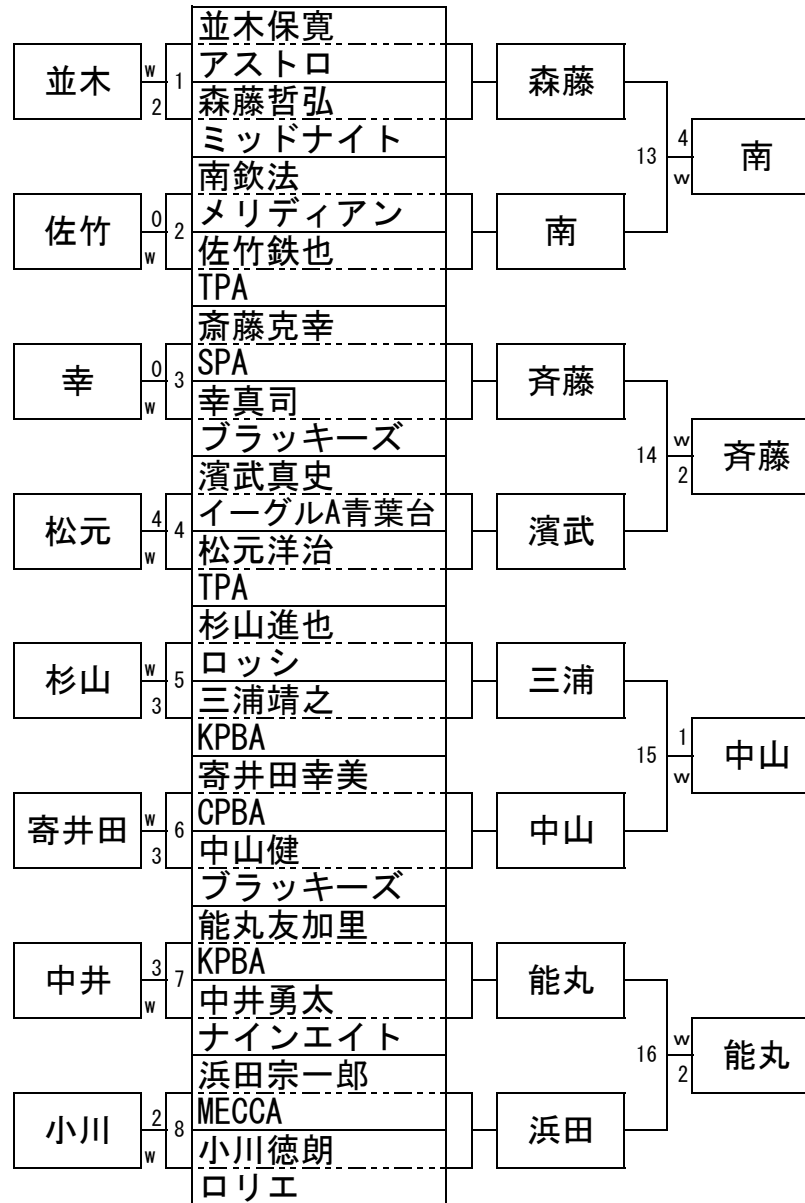 並木保寛
並木 w 1 アストロ 森藤
2 森藤哲弘
ミッドナイト 13 4 南
w
南欽法
佐竹 0 2 メリディアン 南
w 佐竹鉄也
TPA
斎藤克幸
幸 0 3 SPA 斉藤
w 幸真司
ブラッキーズ 14 w 斉藤
2
濱武真史
松元 4 4 イーグルA青葉台 濱武
w 松元洋治
TPA
杉山進也
杉山 w 5 ロッシ 三浦
3 三浦靖之
KPBA 15 1 中山
w
寄井田幸美
寄井田 w 6 CPBA 中山
3 中山健
ブラッキーズ
能丸友加里
中井 3 7 KPBA 能丸
w 中井勇太
ナインエイト 16 w 能丸
2
浜田宗一郎
小川 2 8 MECCA 浜田
w 小川徳朗
ロリエ